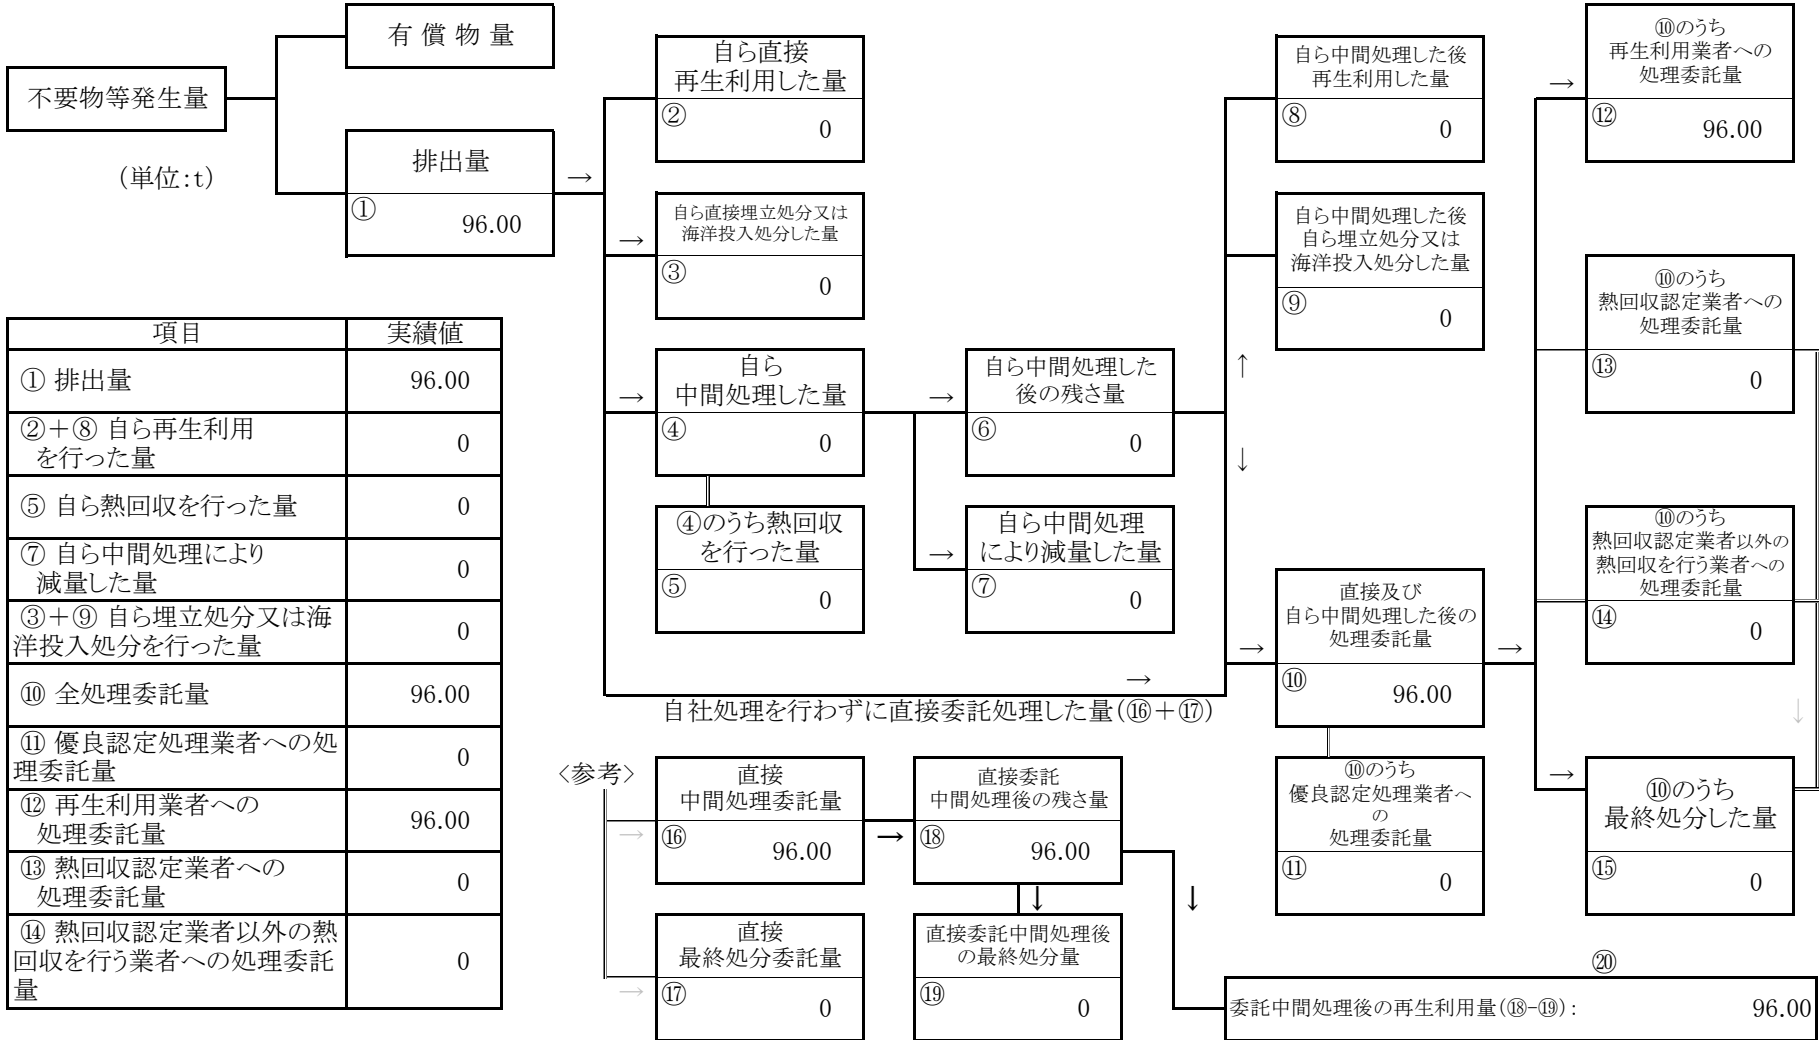 不要物等発生量
(単位:t)
有 償 物 量
排出量
① 96.00
→
自ら直接
再生利用した量
② 0
→
自ら直接埋立処分又は
海洋投入処分した量
③ 0
→
自ら
中間処理した量
④ 0
④のうち熱回収
を行った量
⑤ 0
→
自ら中間処理した
後の残さ量
⑥ 0
→
自ら中間処理
により減量した量
⑦ 0
↑
↓
自ら中間処理した後
再生利用した量
⑧ 0
自ら中間処理した後
自ら埋立処分又は
海洋投入処分した量
⑨ 0
→
自社処理を行わずに直接委託処理した量(⑯+⑰)
→
直接及び
自ら中間処理した後の
処理委託量
⑩ 96.00
⑩のうち
優良認定処理業者へ
の
処理委託量
⑪ 0
→
→
⑩のうち
再生利用業者への
処理委託量
⑫ 96.00
⑩のうち
熱回収認定業者への
処理委託量
⑬ 0
⑩のうち
熱回収認定業者以外の
熱回収を行う業者への
処理委託量
⑭ 0
↓
→
⑩のうち
最終処分した量
⑮ 0
項目 実績値
① 排出量 96.00
②+⑧ 自ら再生利用
を行った量 0
⑤ 自ら熱回収を行った量 0
⑦ 自ら中間処理により
減量した量 0
③+⑨ 自ら埋立処分又は海
洋投入処分を行った量 0
⑩ 全処理委託量 96.00
⑪ 優良認定処理業者への処
理委託量 0
⑫ 再生利用業者への
処理委託量 96.00
⑬ 熱回収認定業者への
処理委託量 0
⑭ 熱回収認定業者以外の熱
回収を行う業者への処理委託
量 0
<参考>
→
直接
中間処理委託量
⑯ 96.00
→
直接委託
中間処理後の残さ量
⑱ 96.00
↓
↓
→
直接
最終処分委託量
⑰ 0
直接委託中間処理後
の最終処分量
⑲ 0
⑳
委託中間処理後の再生利用量(⑱-⑲): 96.00